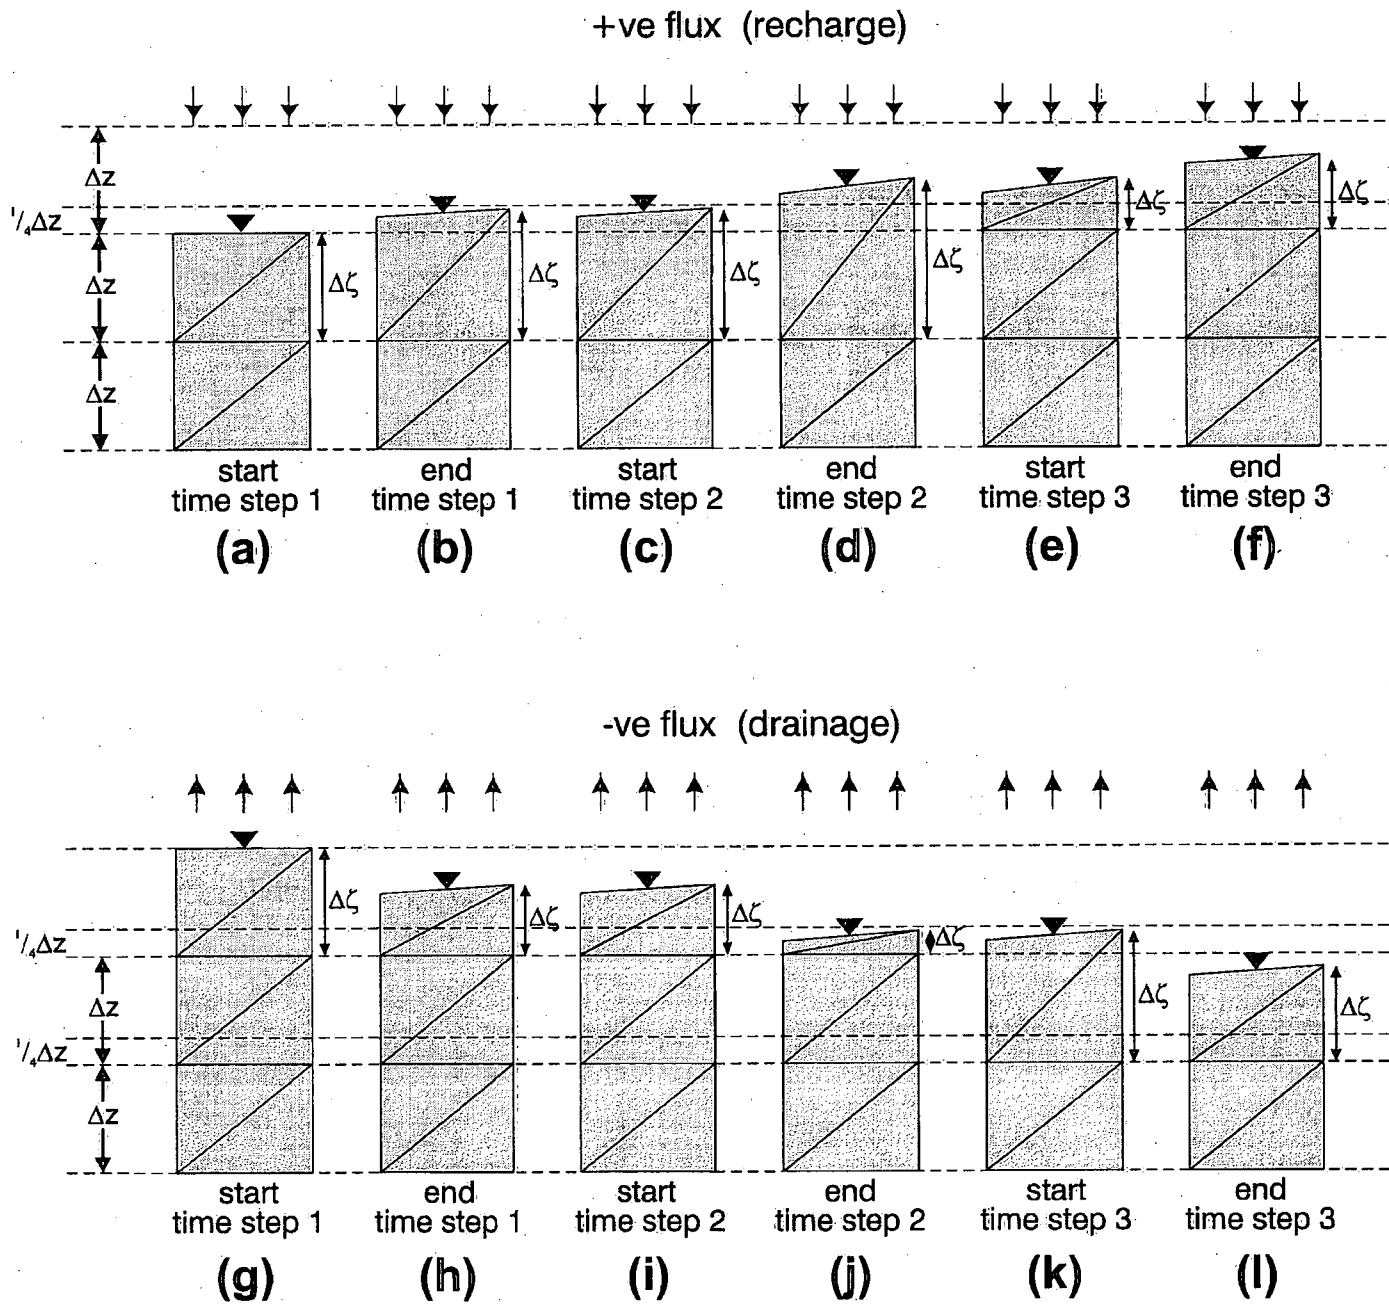 +ve flux (recharge)
Δz
1/4Δz
Δz
Δz
Δζ
Δζ
Δζ
Δζ
Δζ
Δζ
start
time step 1
(a)
end
time step 1
(b)
start
time step 2
(c)
end
time step 2
(d)
start
time step 3
(e)
end
time step 3
(f)
-ve flux (drainage)
1/4Δz
Δz
1/4Δz
Δz
Δζ
Δζ
Δζ
Δζ
Δζ
Δζ
start
time step 1
(g)
end
time step 1
(h)
start
time step 2
(i)
end
time step 2
(j)
start
time step 3
(k)
end
time step 3
(l)